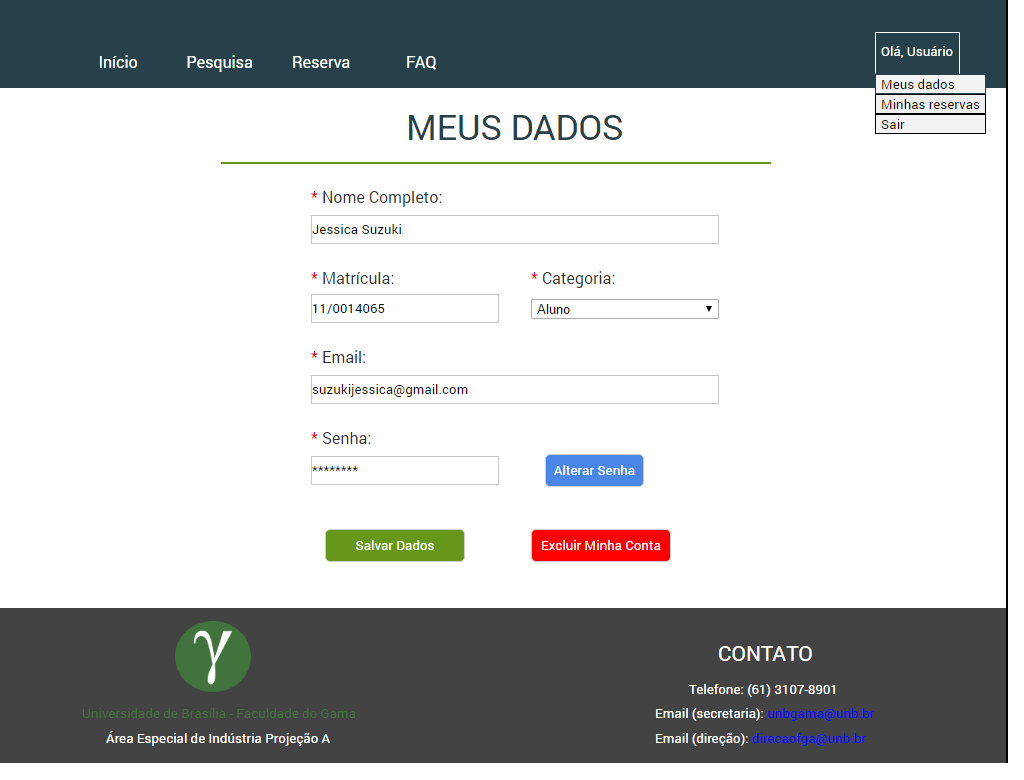 Início Pesquisa Reserva FAQ Olá, Usuário
Meus dados
Minhas reservas
Sair
MEUS DADOS
* Nome Completo:
Jessica Suzuki
* Matrícula: * Categoria:
11/0014065 Aluno
* Email:
suzukijessica@gmail.com
* Senha:
******** Alterar Senha
Salvar Dados Excluir Minha Conta
γ
Universidade de Brasília - Faculdade do Gama
Área Especial de Indústria Projeção A
CONTATO
Telefone: (61) 3107-8901
Email (secretaria): unbgama@unb.br
Email (direção): direcaofga@unb.br